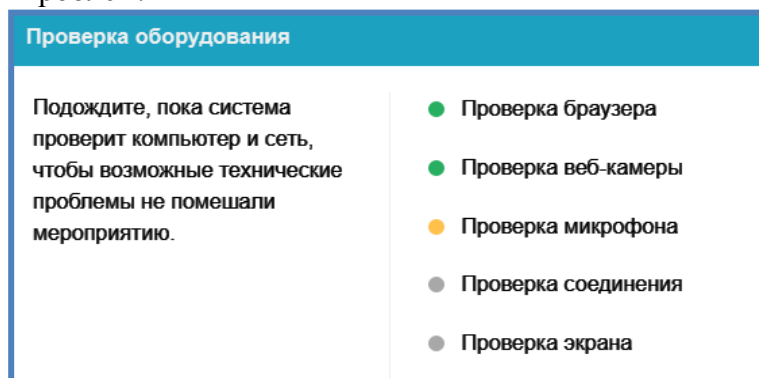 Проверка оборудования
Подождите, пока система
проверит компьютер и сеть,
чтобы возможные технические
проблемы не помешали
мероприятию.
Проверка браузера
Проверка веб-камеры
Проверка микрофона
Проверка соединения
Проверка экрана